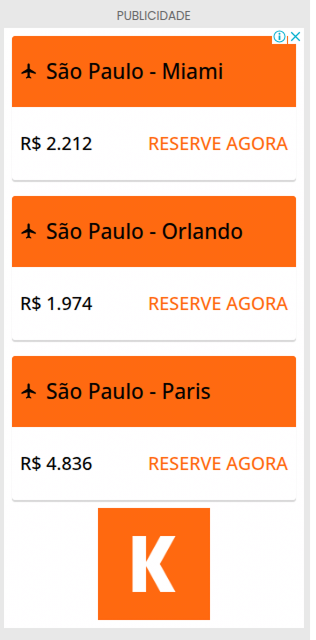 PUBLICIDADE
São Paulo - Miami
R$ 2.212 RESERVE AGORA
São Paulo - Orlando
R$ 1.974 RESERVE AGORA
São Paulo - Paris
R$ 4.836 RESERVE AGORA
K